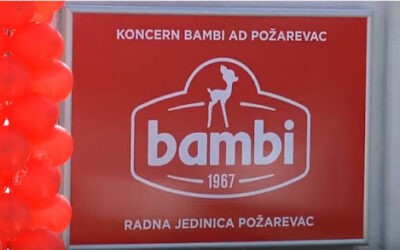 KONCERN BAMBI AD POŽAREVAC
bambi
1967
RADNA JEDINICA POŽAREVAC